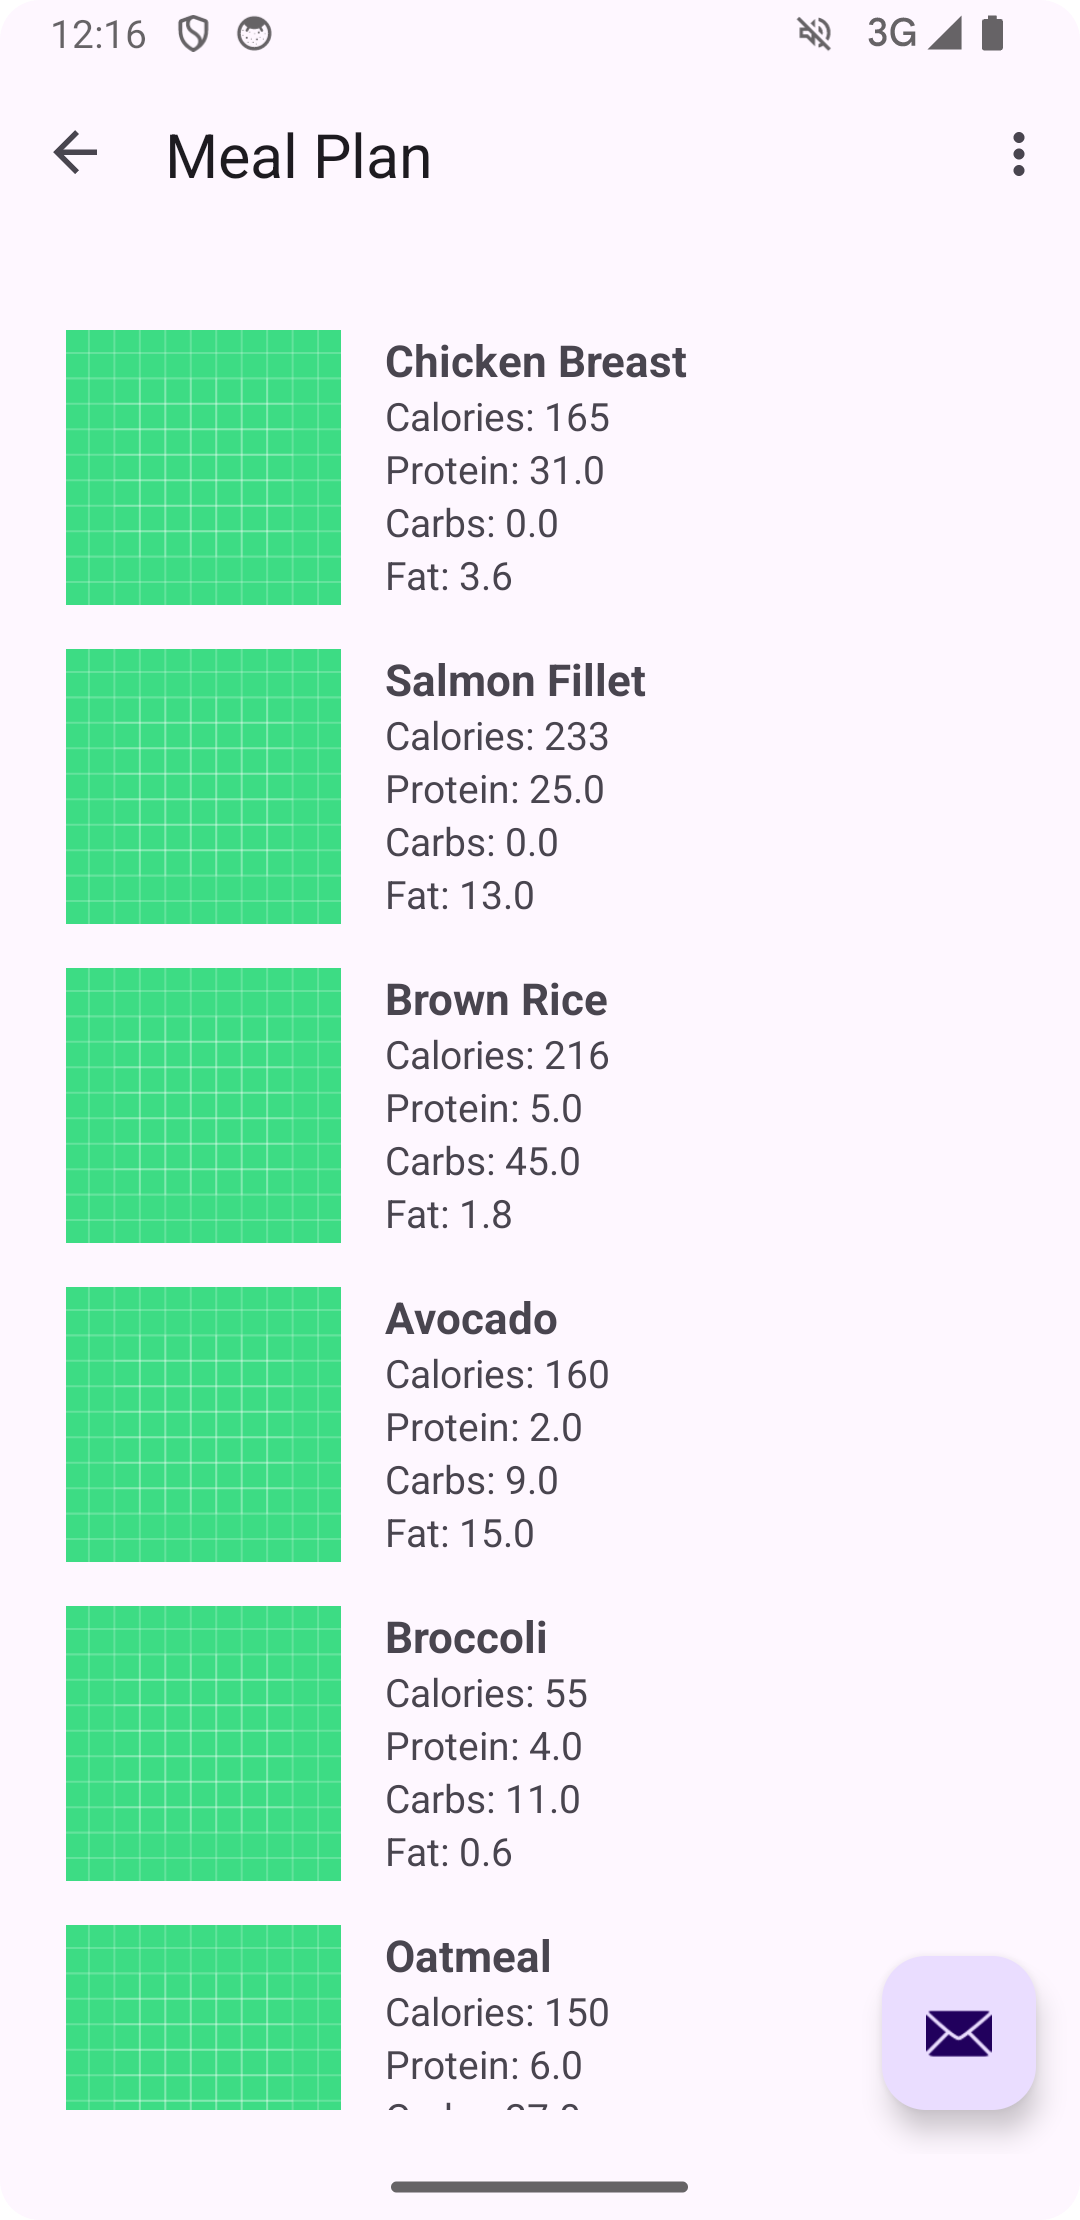 12:16
3G
Meal Plan
Chicken Breast
Calories: 165
Protein: 31.0
Carbs: 0.0
Fat: 3.6
Salmon Fillet
Calories: 233
Protein: 25.0
Carbs: 0.0
Fat: 13.0
Brown Rice
Calories: 216
Protein: 5.0
Carbs: 45.0
Fat: 1.8
Avocado
Calories: 160
Protein: 2.0
Carbs: 9.0
Fat: 15.0
Broccoli
Calories: 55
Protein: 4.0
Carbs: 11.0
Fat: 0.6
Oatmeal
Calories: 150
Protein: 6.0